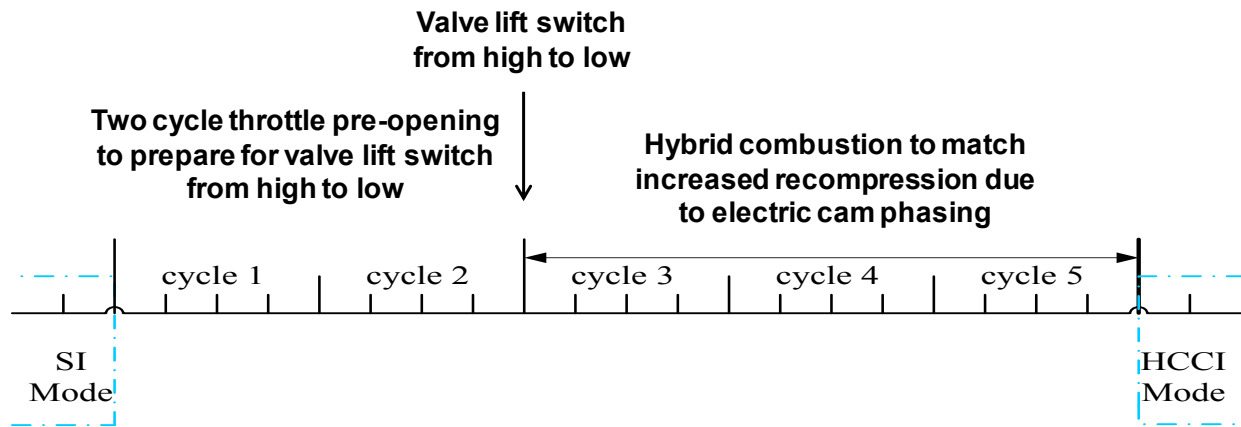 Valve lift switch
from high to low
Two cycle throttle pre-opening
to prepare for valve lift switch
from high to low
Hybrid combustion to match
increased recompression due
to electric cam phasing
cycle 1
cycle 2
cycle 3
cycle 4
cycle 5
SI
Mode
HCCI
Mode